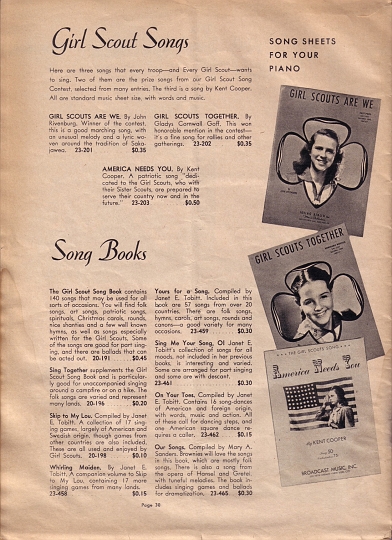 Girl Scout Songs
Here are three songs that every troop—and Every Girl Scout—wants
to sing. Two of them are the prize songs from our Girl Scout Song
Contest, selected from many entries. The third is a song by Kent Cooper.
All are standard music sheet size, with words and music.
SONG SHEETS
FOR YOUR
PIANO
GIRL SCOUTS ARE WE. By John
Rivenburg. Winner of the contest,
this is a good marching song, with
an unusual melody and a lyric wo-
ven around the tradition of Saka-
jawea. 23-201 $0.35
GIRL SCOUTS TOGETHER. By
Gladys Cornwall Goff. This won
honorable mention in the contest—
it's a fine song for rallies and other
gatherings. 23-202 $0.35
AMERICA NEEDS YOU. By Kent
Cooper. A patriotic song "dedi-
cated to the Girl Scouts, who with
their Sister Scouts, are prepared to
serve their country now and in the
future." 23-203 $0.50
GIRL SCOUTS ARE WE
GIRL SCOUTS TOGETHER
THE GIRL SCOUTS SONG
America Needs You
By KENT COOPER
BROADCAST MUSIC, INC.
Song Books
The Girl Scout Song Book contains
140 songs that may be used for all
sorts of occasions. You will find folk
songs, art songs, patriotic songs,
spirituals, Christmas carols, rounds,
nice shanties and a few well known
hymns, as well as songs especially
written for the Girl Scouts. Some
of the songs are good for part sing-
ing, and there are ballads that can
be acted out. 20-191 $0.45
Sing Together supplements the Girl
Scout Song Book and is particular-
ly good for unaccompanied singing
around a campfire or on a hike. The
folk songs are varied and represent
many lands. 20-196 $0.20
Skip to My Lou. Compiled by Janet
E. Tobitt. A collection of 17 sing-
ing games, largely of American and
Swedish origin, though games from
other countries are also included.
These are all used and enjoyed by
Girl Scouts. 20-198 $0.10
Whirling Maiden. By Janet E.
Tobitt. A companion volume to Skip
to My Lou, containing 17 more
singing games from many lands.
23-458 $0.15
Yours for a Song. Compiled by
Janet E. Tobitt. Included in this
book are 57 songs from over 20
countries. There are folk songs,
hymns, carols, art songs, rounds and
canons—a good variety for many
occasions. 23-459 $0.30
Sing Me Your Song, O! Janet E.
Tobitt's collection of songs for all
moods, not included in her previous
books, is interesting and varied.
Some are arranged for part singing
and some are with descant.
23-461 $0.30
On Your Toes. Compiled by Janet
E. Tobitt. Contains 16 song-dances
of American and foreign origin,
with words, music and action. All
of these call for dancing steps, and
one American square dance re-
quires a caller. 23-462 $0.15
Our Songs. Compiled by Mary A.
Sanders. Brownies will love the songs
in this book, which are mostly folk
songs. There is also a song from
the opera of Hansel and Gretel,
with tuneful melodies. The book in-
cludes singing games and ballads
for dramatization. 23-465 $0.30
Page 30